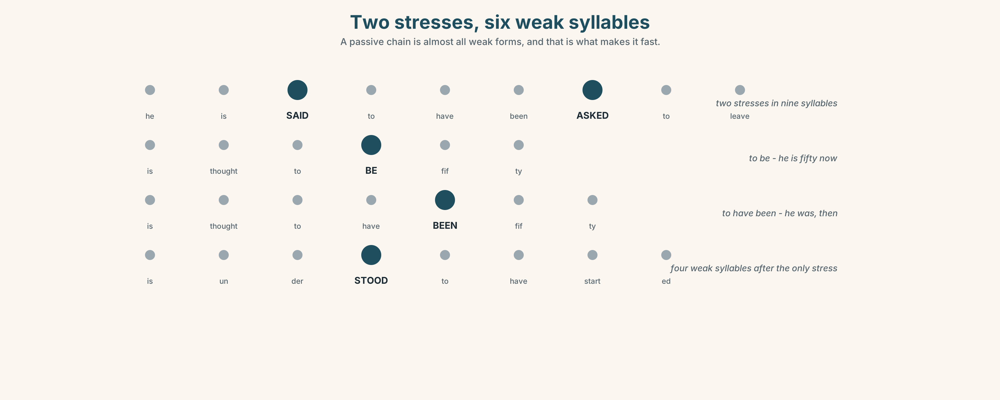 Two stresses, six weak syllables
A passive chain is almost all weak forms, and that is what makes it fast.
two stresses in nine syllables
he is SAID to have been ASKED to leave
to be - he is fifty now
is thought to BE fif ty
to have been - he was, then
is thought to have BEEN fif ty
four weak syllables after the only stress
is un der STOOD to have start ed